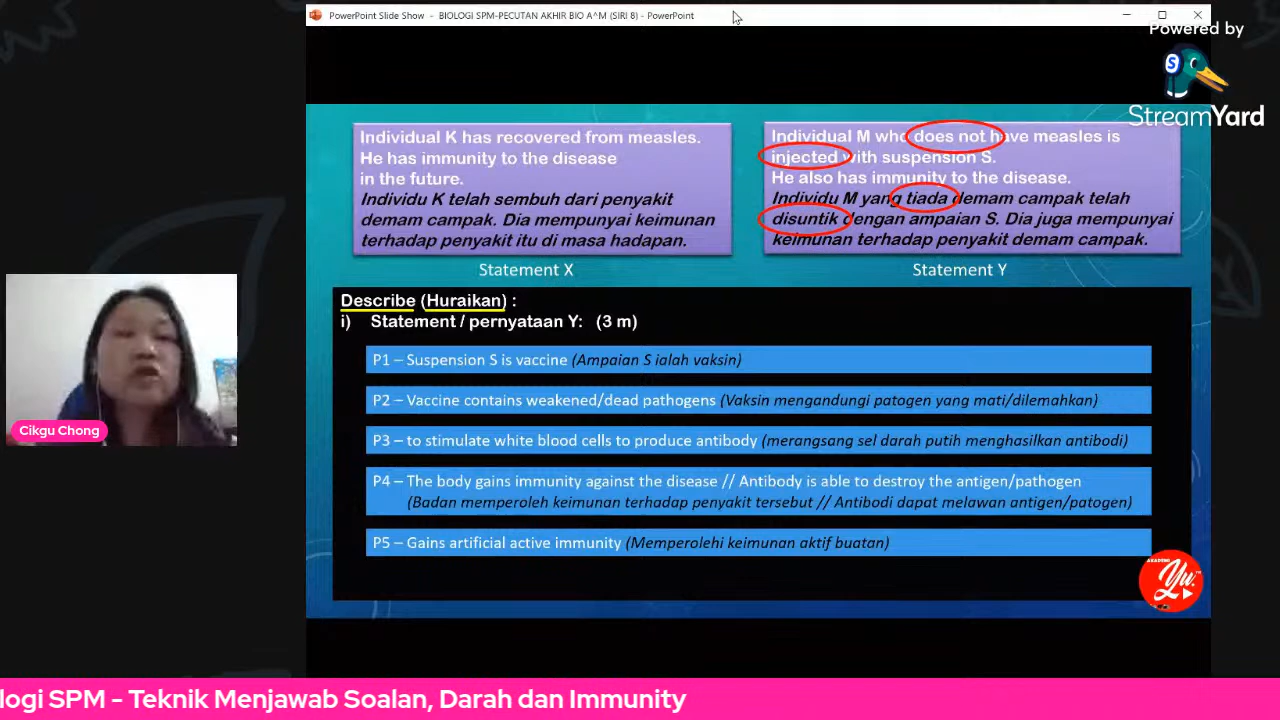 PowerPoint Slide Show - BIOLOGI SPM-PECUTAN AKHIR BIO A^M (SIRI 8) - PowerPoint
Powered by
S
StreamYard
Individual K has recovered from measles.
He has immunity to the disease
in the future.
Individu K telah sembuh dari penyakit
demam campak. Dia mempunyai keimunan
terhadap penyakit itu di masa hadapan.
Statement X
Individual M who does not have measles is
injected with suspension S.
He also has immunity to the disease.
Individu M yang tiada demam campak telah
disuntik dengan ampaian S. Dia juga mempunyai
keimunan terhadap penyakit demam campak.
Statement Y
Describe (Huraikan) :
i) Statement / pernyataan Y: (3 m)
P1 – Suspension S is vaccine (Ampaian S ialah vaksin)
P2 – Vaccine contains weakened/dead pathogens (Vaksin mengandungi patogen yang mati/dilemahkan)
P3 – to stimulate white blood cells to produce antibody (merangsang sel darah putih menghasilkan antibodi)
P4 – The body gains immunity against the disease // Antibody is able to destroy the antigen/pathogen
(Badan memperoleh keimunan terhadap penyakit tersebut // Antibodi dapat melawan antigen/patogen)
P5 – Gains artificial active immunity (Memperolehi keimunan aktif buatan)
Cikgu Chong
AKADEMI
Yu.
logi SPM - Teknik Menjawab Soalan, Darah dan Immunity